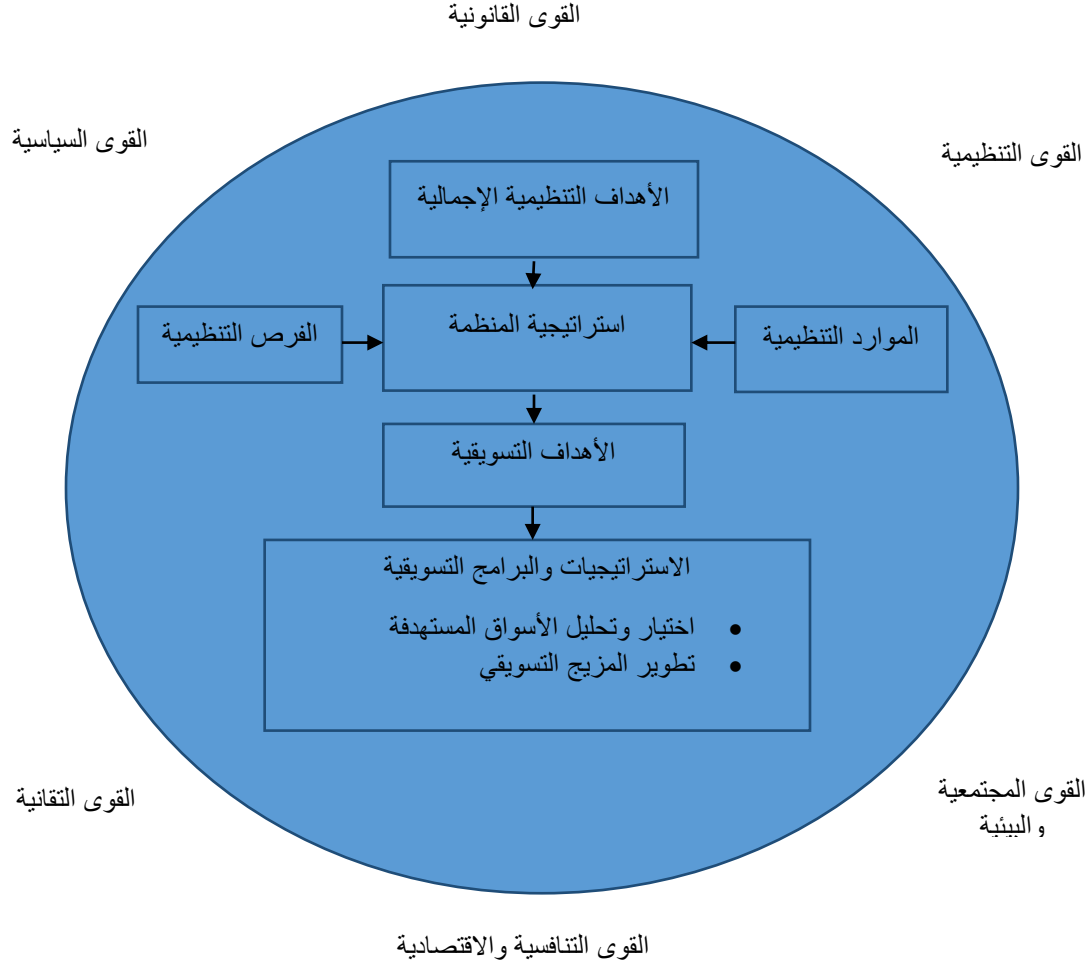 القوى القانونية
القوى السياسية
القوى التنظيمية
الأهداف التنظيمية الإجمالية
استراتيجية المنظمة
الموارد التنظيمية
الفرص التنظيمية
الأهداف التسويقية
الاستراتيجيات والبرامج التسويقية
• اختيار وتحليل الأسواق المستهدفة
• تطوير المزيج التسويقي
القوى المجتمعية
والبيئية
القوى التقانية
القوى التنافسية والاقتصادية